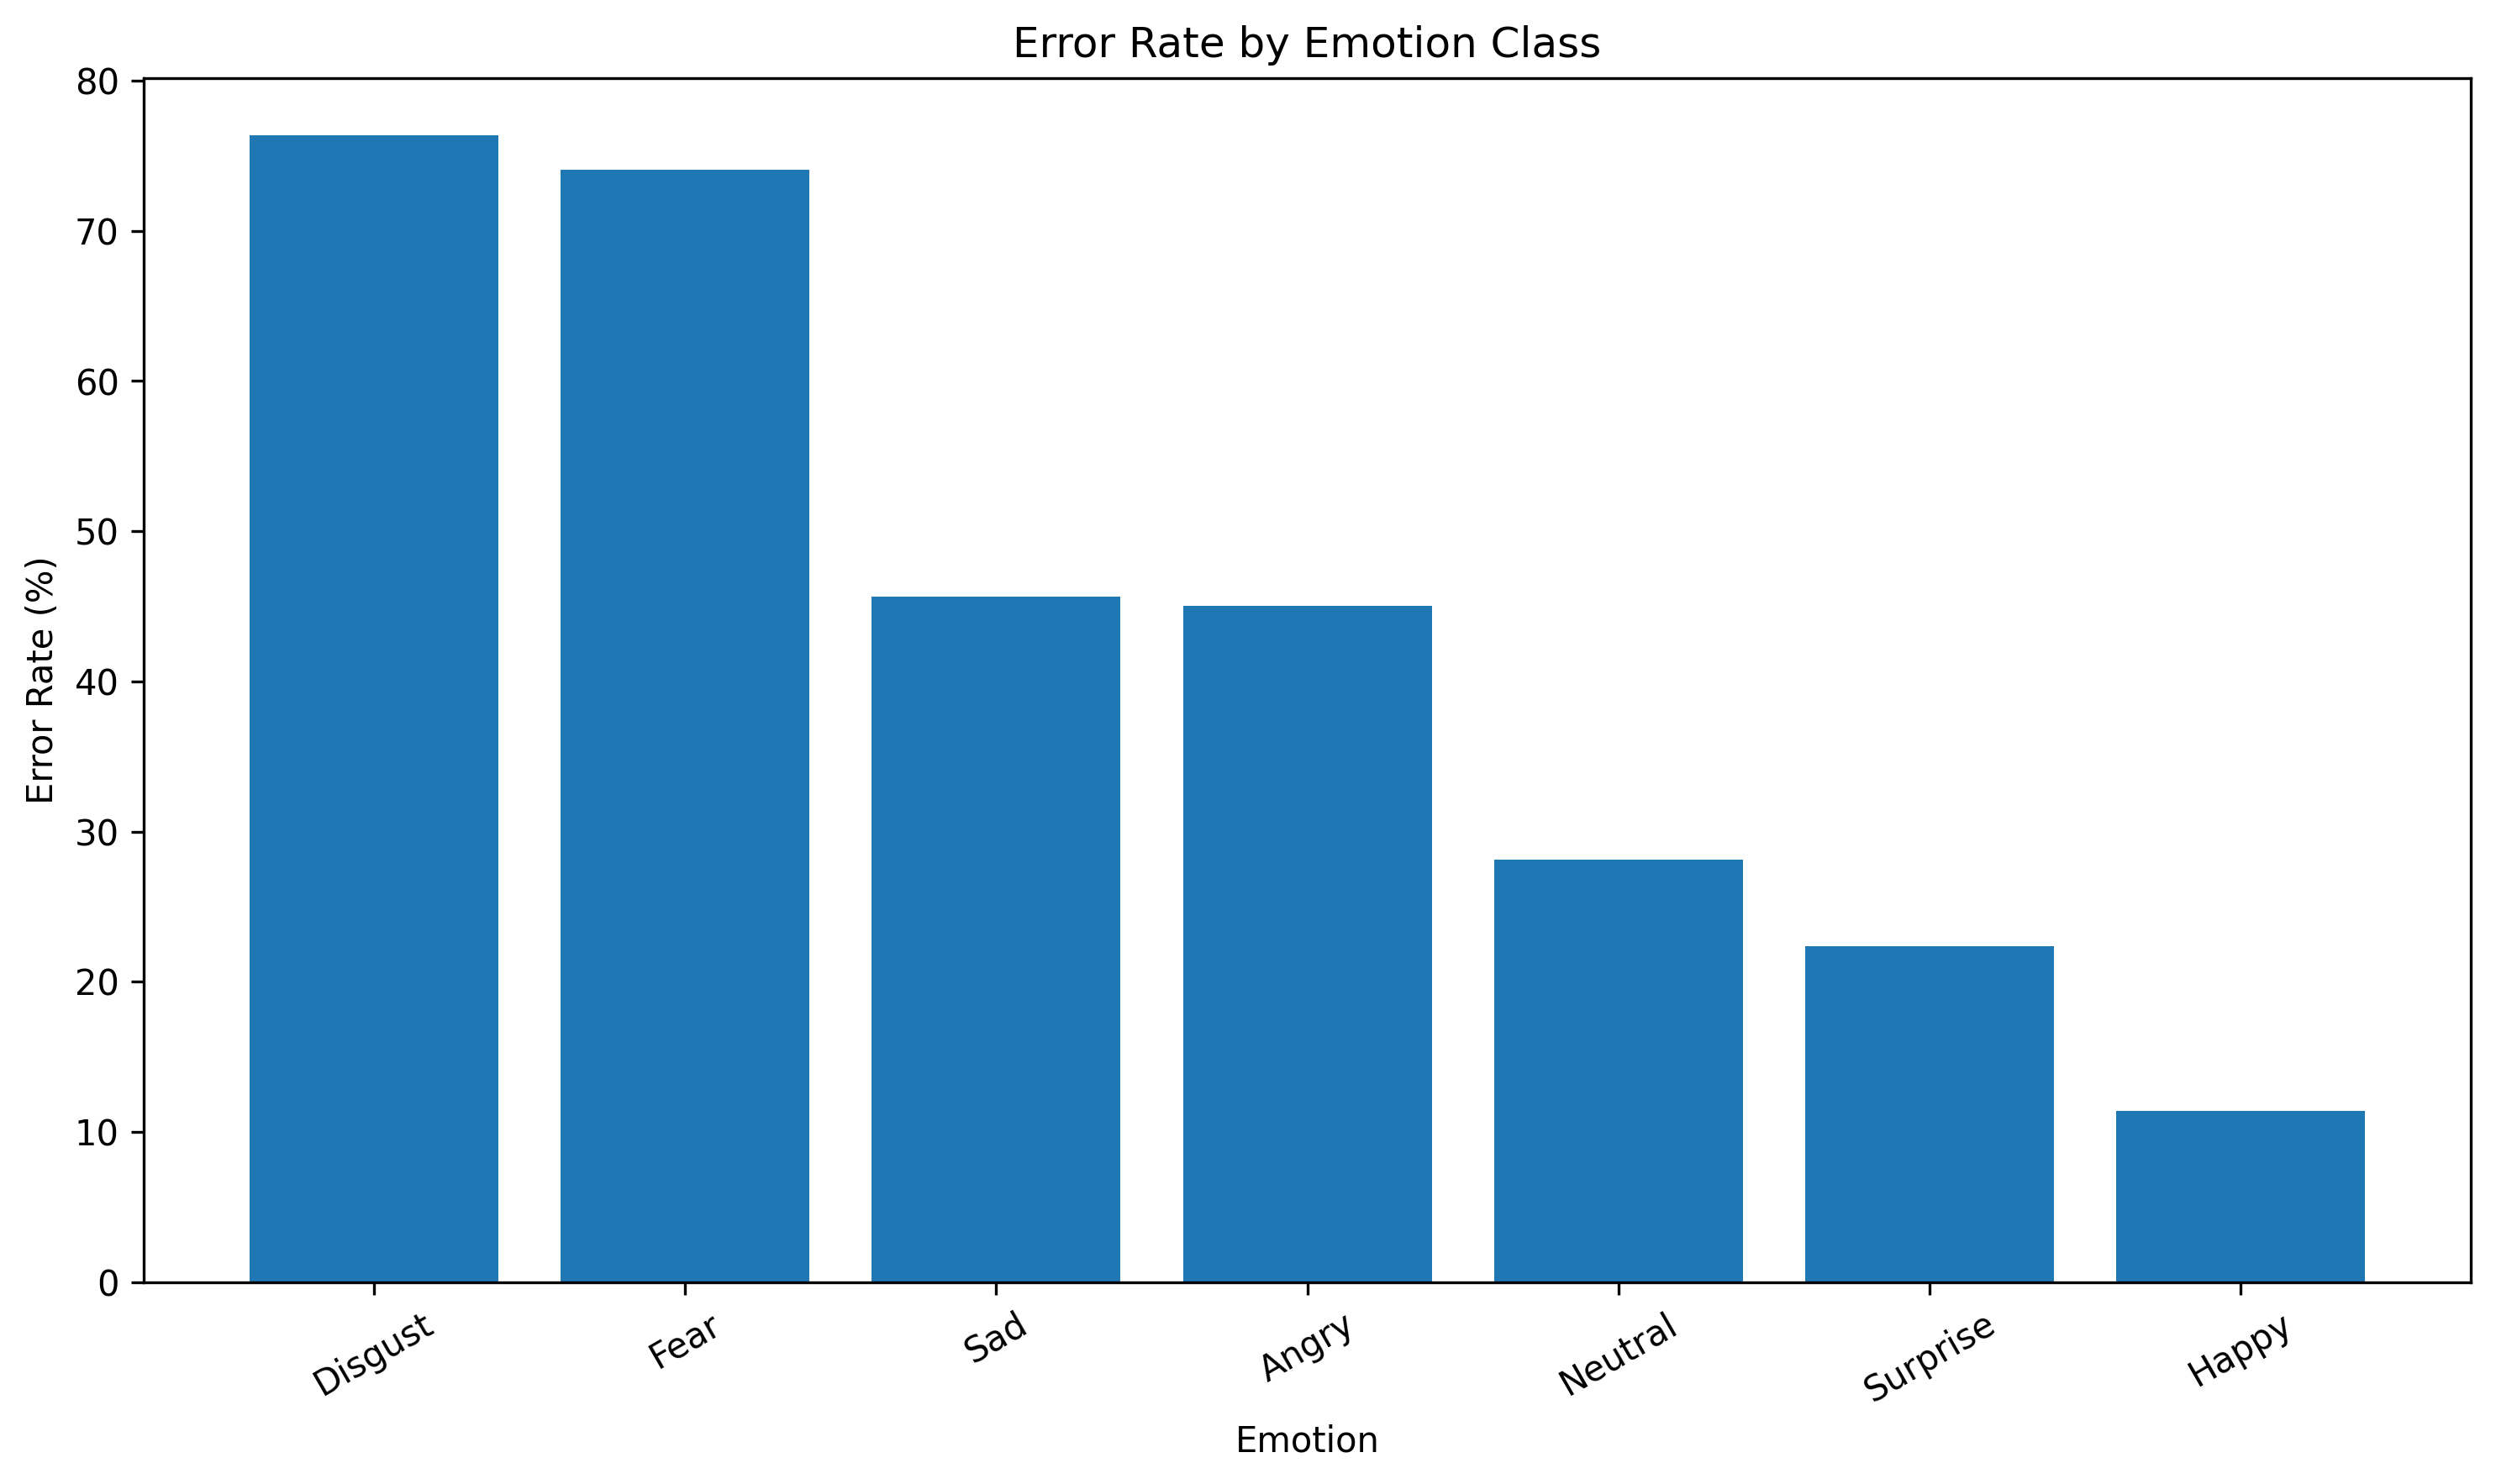 Error Rate by Emotion Class
80
70
60
50
40
30
20
10
0
Error Rate (%)
Disgust
Fear
Sad
Angry
Neutral
Surprise
Happy
Emotion